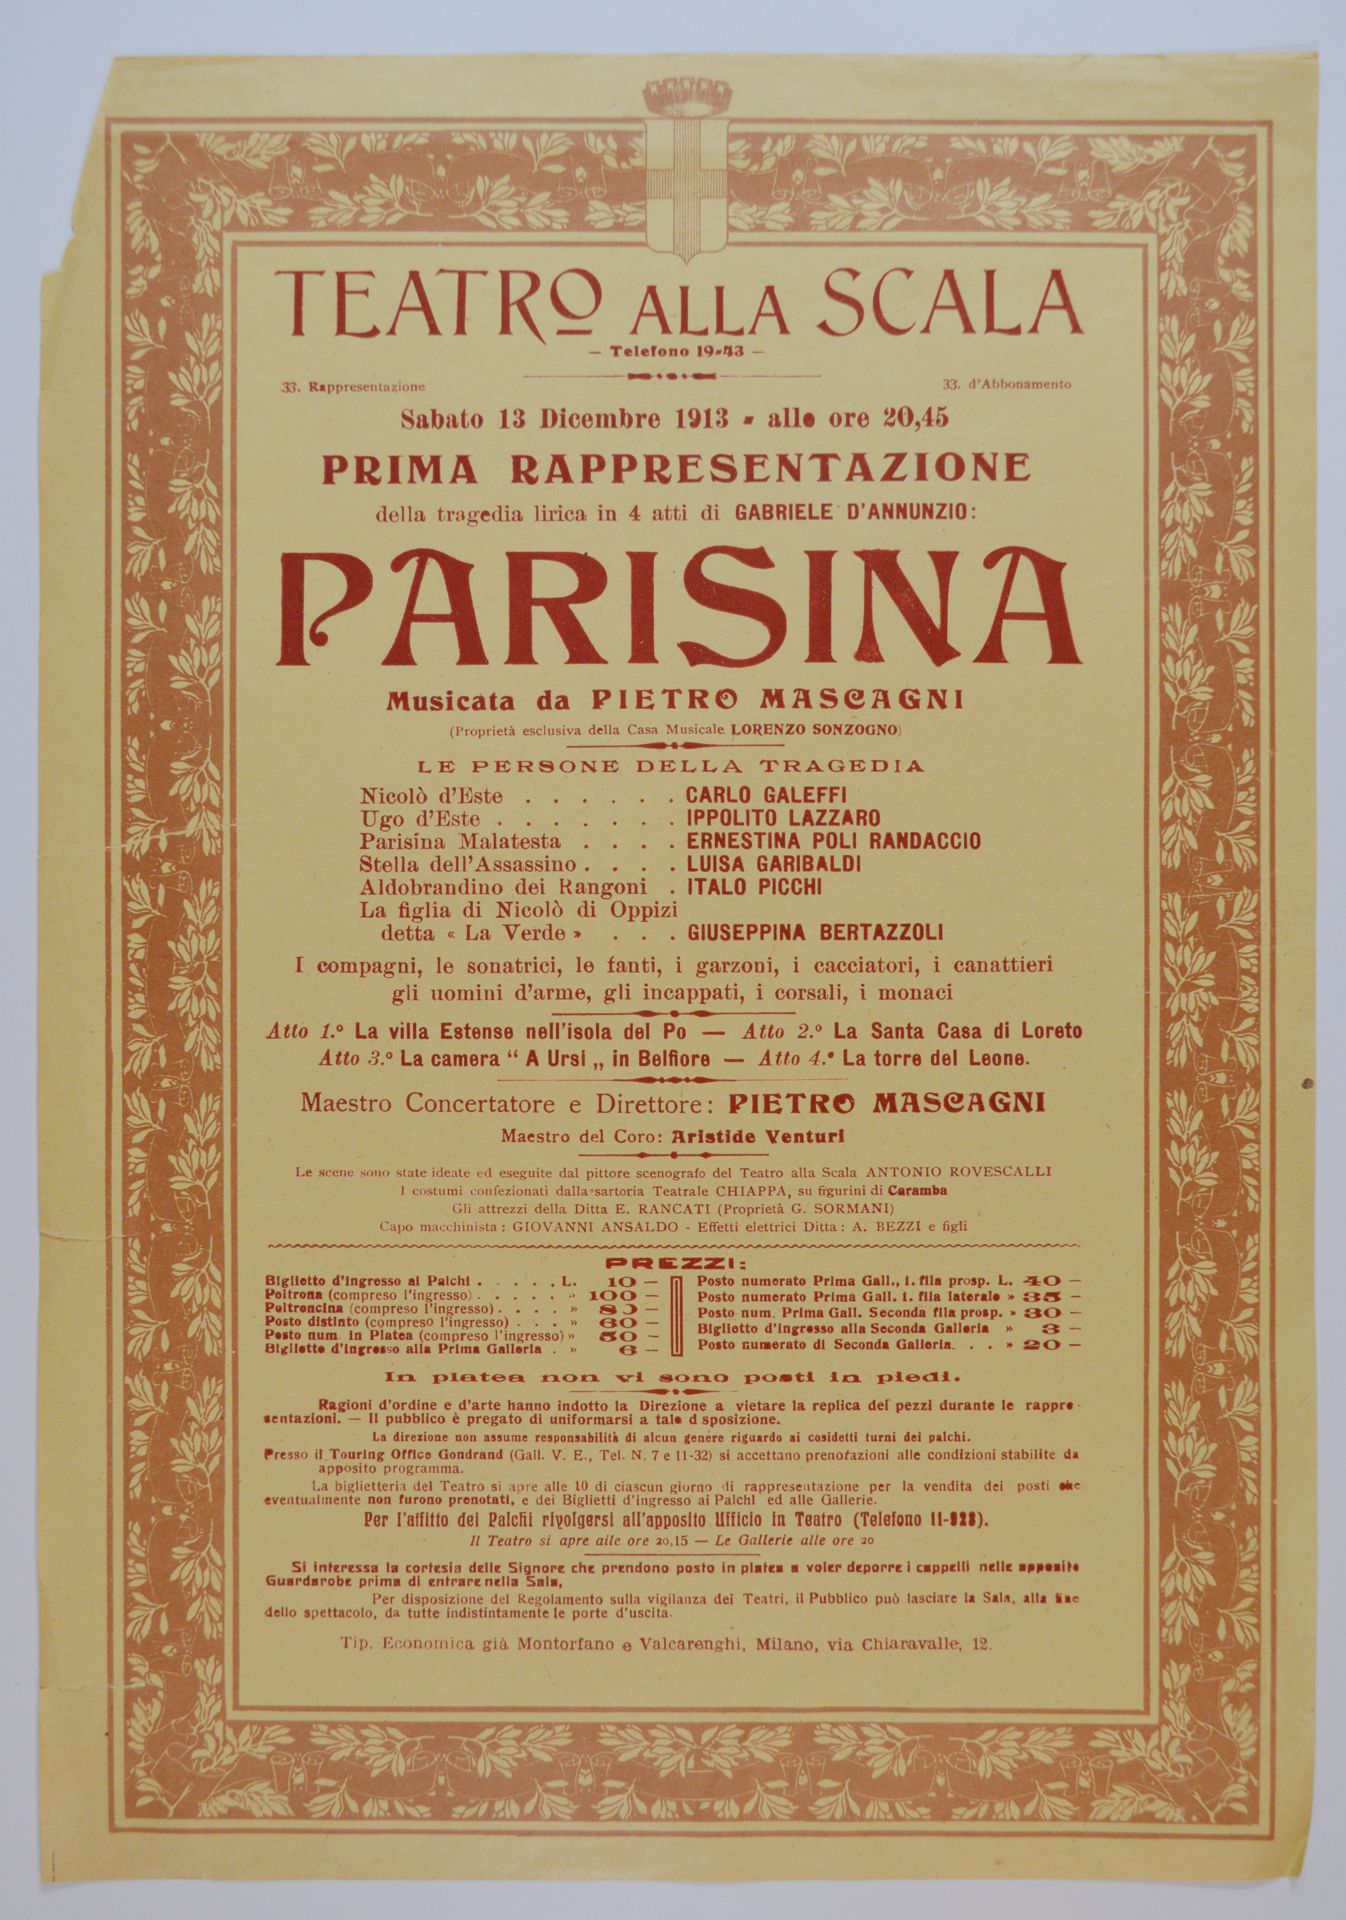 TEATRO ALLA SCALA
— Telefono 19-43 —
33. Rappresentazione
33. d'Abbonamento
Sabato 13 Dicembre 1913 - alle ore 20,45
PRIMA RAPPRESENTAZIONE
della tragedia lirica in 4 atti di GABRIELE D'ANNUNZIO:
PARISINA
Musicata da PIETRO MASCAGNI
(Proprietà esclusiva della Casa Musicale LORENZO SONZOGNO)
LE PERSONE DELLA TRAGEDIA
Nicolò d'Este . . . . . . CARLO GALEFFI
Ugo d'Este . . . . . . . IPPOLITO LAZZARO
Parisina Malatesta . . . . ERNESTINA POLI RANDACCIO
Stella dell'Assassino . . . . LUISA GARIBALDI
Aldobrandino dei Rangoni . ITALO PICCHI
La figlia di Nicolò di Oppizi
detta « La Verde » . . . GIUSEPPINA BERTAZZOLI
I compagni, le sonatrici, le fanti, i garzoni, i cacciatori, i canattieri
gli uomini d'arme, gli incappati, i corsali, i monaci
Atto 1.º La villa Estense nell'isola del Po — Atto 2.º La Santa Casa di Loreto
Atto 3.º La camera “ A Ursi „ in Belfiore — Atto 4.º La torre del Leone.
Maestro Concertatore e Direttore: PIETRO MASCAGNI
Maestro del Coro: Aristide Venturi
Le scene sono state ideate ed eseguite dal pittore scenografo del Teatro alla Scala ANTONIO ROVESCALLI
I costumi confezionati dalla sartoria Teatrale CHIAPPA, su figurini di Caramba
Gli attrezzi della Ditta E. RANCATI (Proprietà G. SORMANI)
Capo macchinista: GIOVANNI ANSALDO - Effetti elettrici Ditta: A. BEZZI e figli
PREZZI:
Biglietto d'ingresso ai Palchi . . . . . L. 10 —
Poltrona (compreso l'ingresso) . . . . . » 100 —
Poltroncina (compreso l'ingresso) . . . . » 80 —
Posto distinto (compreso l'ingresso) . . . » 60 —
Posto num. in Platea (compreso l'ingresso) » 50 —
Biglietto d'ingresso alla Prima Galleria . » 6 —
Posto numerato Prima Gall., I. fila prosp. L. 40 —
Posto numerato Prima Gall. I. fila laterale » 35 —
Posto num. Prima Gall. Seconda fila prosp. » 30 —
Biglietto d'ingresso alla Seconda Galleria » 3 —
Posto numerato di Seconda Galleria. . . » 20 —
In platea non vi sono posti in piedi.
Ragioni d'ordine e d'arte hanno indotto la Direzione a vietare la replica dei pezzi durante le rappre-
sentazioni. — Il pubblico è pregato di uniformarsi a tale d sposizione.
La direzione non assume responsabilità di alcun genere riguardo ai cosidetti turni dei palchi.
Presso il Touring Office Gondrand (Gall. V. E., Tel. N. 7 e 11-32) si accettano prenotazioni alle condizioni stabilite da
apposito programma.
La biglietteria del Teatro si apre alle 10 di ciascun giorno di rappresentazione per la vendita dei posti che
eventualmente non furono prenotati, e dei Biglietti d'ingresso ai Palchi ed alle Gallerie.
Per l'affitto dei Palchi rivolgersi all'apposito Ufficio in Teatro (Telefono 11-928).
Il Teatro si apre alle ore 20,15 — Le Gallerie alle ore 20
Si interessa la cortesia delle Signore che prendono posto in platea a voler deporre i cappelli nelle apposite
Guardarobe prima di entrare nella Sala,
Per disposizione del Regolamento sulla vigilanza dei Teatri, il Pubblico può lasciare la Sala, alla fine
dello spettacolo, da tutte indistintamente le porte d'uscita.
Tip. Economica già Montorfano e Valcarenghi, Milano, via Chiaravalle, 12.